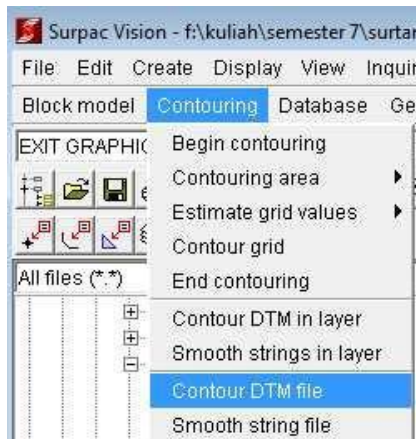 Surpac Vision - f:\kuliah\semester 7\surtar
File Edit Create Display View Inquir
Block model Contouring Database Ge
EXIT GRAPHIC
Begin contouring
Contouring area
Estimate grid values
Contour grid
All files (*.*)
End contouring
Contour DTM in layer
Smooth strings in layer
Contour DTM file
Smooth string file